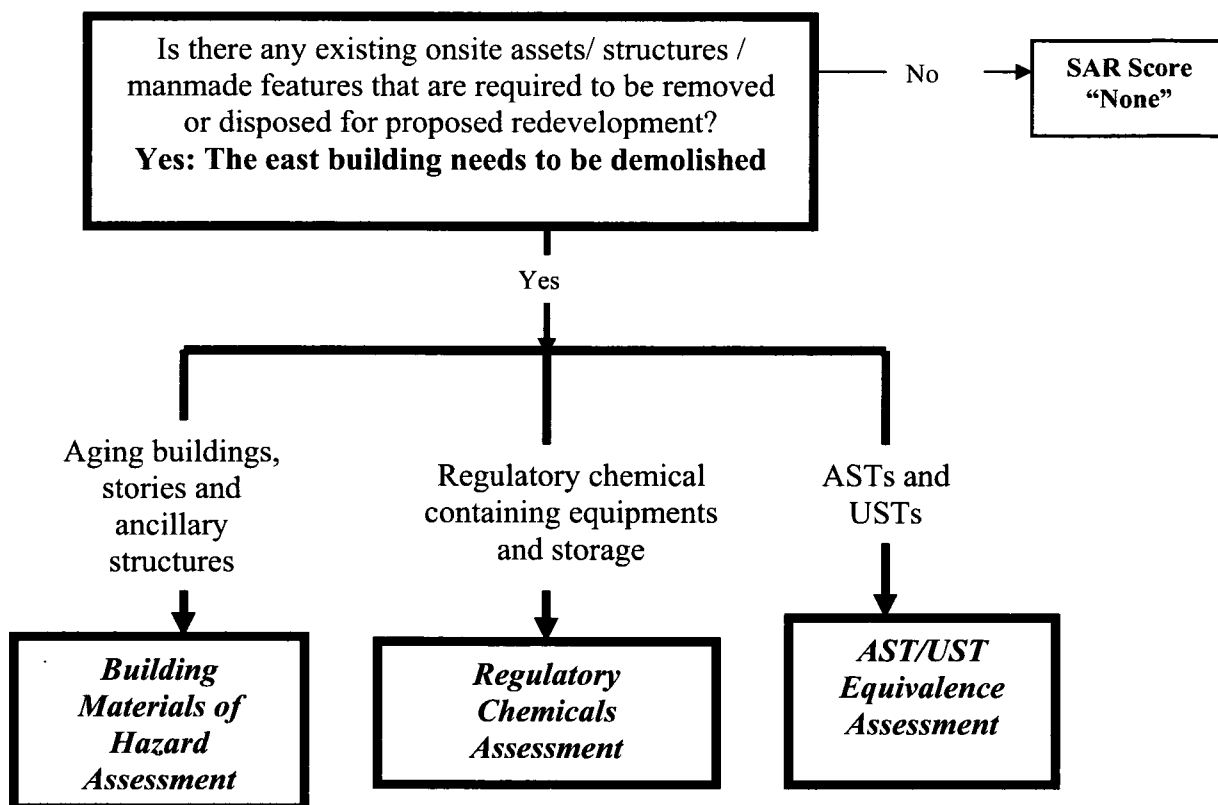 Is there any existing onsite assets/ structures /
manmade features that are required to be removed
or disposed for proposed redevelopment?
Yes: The east building needs to be demolished
No
SAR Score
“None”
Yes
Aging buildings,
stories and
ancillary
structures
Regulatory chemical
containing equipments
and storage
ASTs and
USTs
Building
Materials of
Hazard
Assessment
Regulatory
Chemicals
Assessment
AST/UST
Equivalence
Assessment